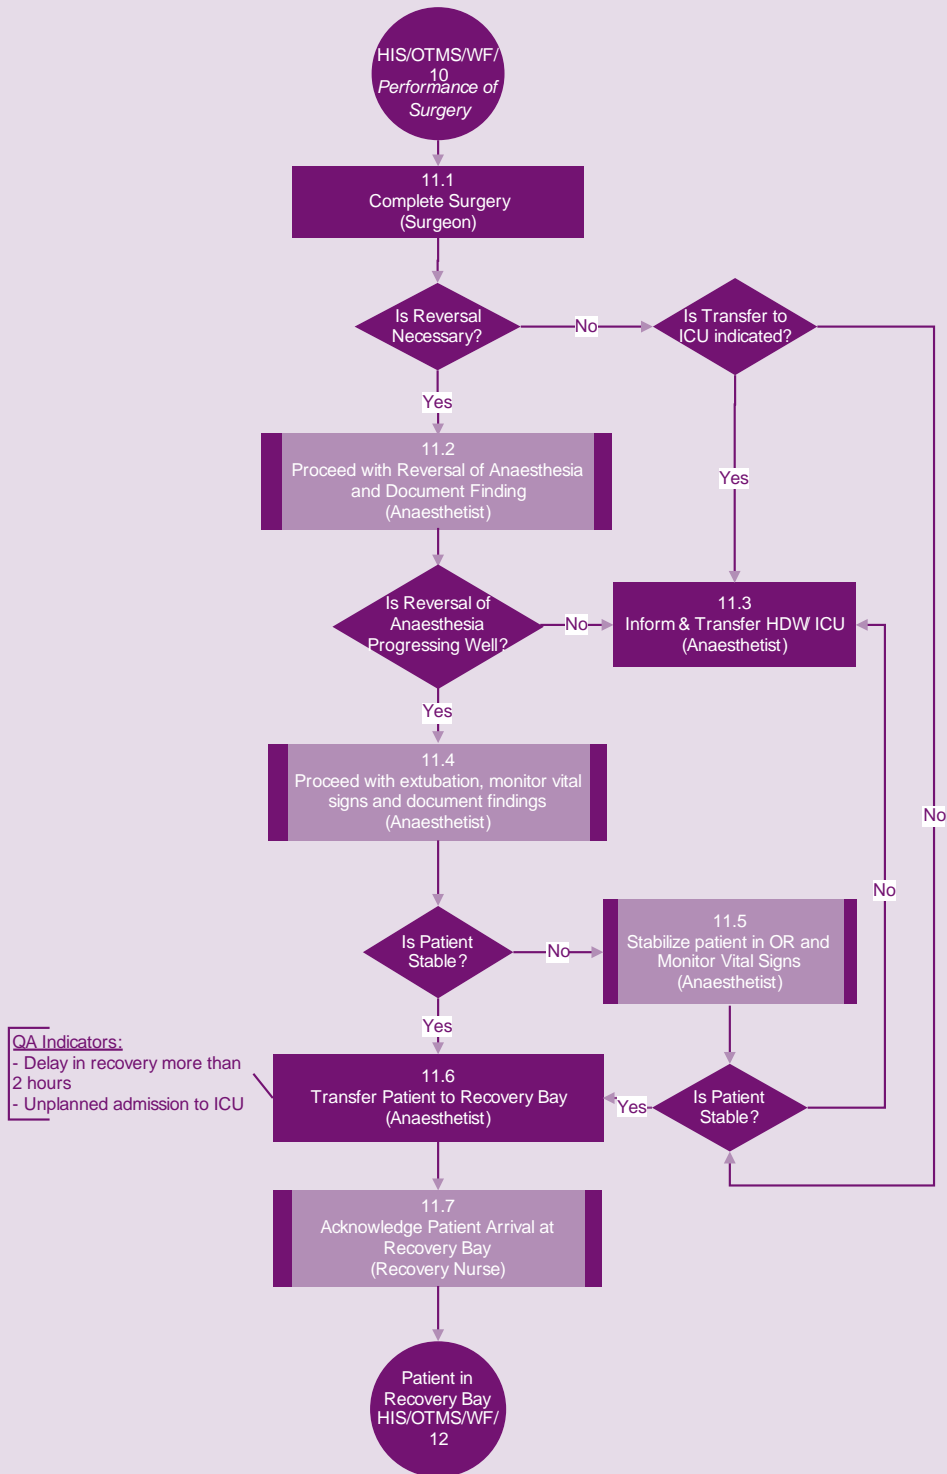 HIS/OTMS/WF/
10
Performance of
Surgery
11.1
Complete Surgery
(Surgeon)
Is Reversal
Necessary?
No
Is Transfer to
ICU indicated?
Yes
11.2
Proceed with Reversal of Anaesthesia
and Document Finding
(Anaesthetist)
Yes
Is Reversal of
Anaesthesia
Progressing Well?
No
11.3
Inform & Transfer HDW/ ICU
(Anaesthetist)
Yes
11.4
Proceed with extubation, monitor vital
signs and document findings
(Anaesthetist)
No
No
Is Patient
Stable?
No
11.5
Stabilize patient in OR and
Monitor Vital Signs
(Anaesthetist)
Yes
QA Indicators:
- Delay in recovery more than
2 hours
- Unplanned admission to ICU
11.6
Transfer Patient to Recovery Bay
(Anaesthetist)
Yes
Is Patient
Stable?
11.7
Acknowledge Patient Arrival at
Recovery Bay
(Recovery Nurse)
Patient in
Recovery Bay
HIS/OTMS/WF/
12